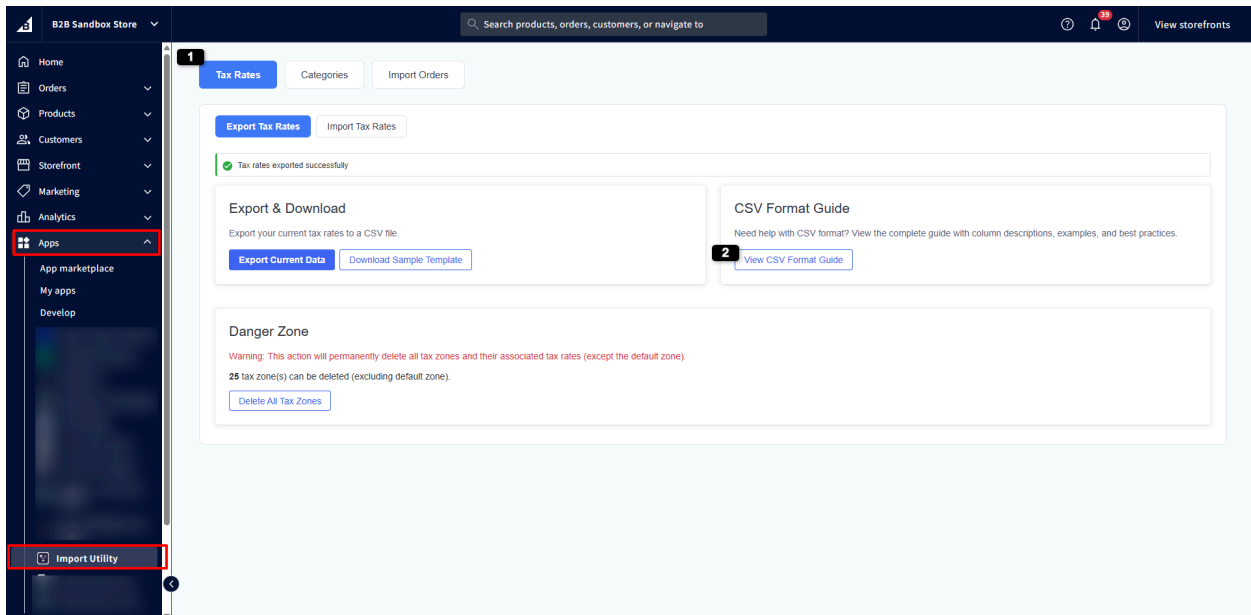 B2B Sandbox Store
Search products, orders, customers, or navigate to
39
View storefronts
Home
Orders
Products
Customers
Storefront
Marketing
Analytics
Apps
App marketplace
My apps
Develop
Import Utility
1
Tax Rates
Categories
Import Orders
Export Tax Rates
Import Tax Rates
Tax rates exported successfully
Export & Download
Export your current tax rates to a CSV file.
Export Current Data
Download Sample Template
CSV Format Guide
Need help with CSV format? View the complete guide with column descriptions, examples, and best practices.
2
View CSV Format Guide
Danger Zone
Warning: This action will permanently delete all tax zones and their associated tax rates (except the default zone).
25 tax zone(s) can be deleted (excluding default zone).
Delete All Tax Zones